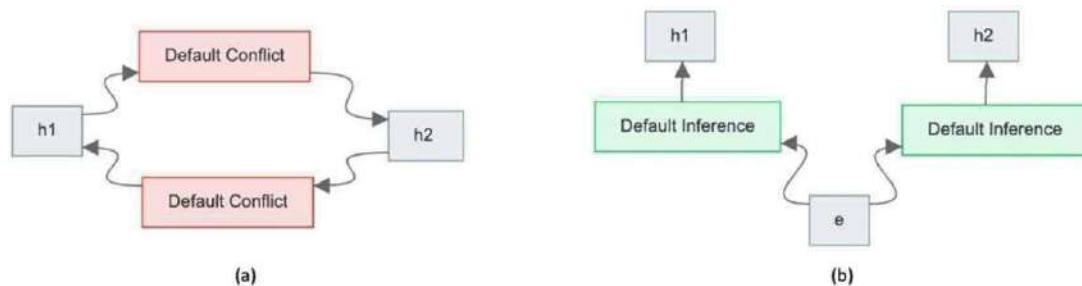 Default Conflict
h1
h2
Default Conflict
(a)
h1
h2
Default Inference
Default Inference
e
(b)